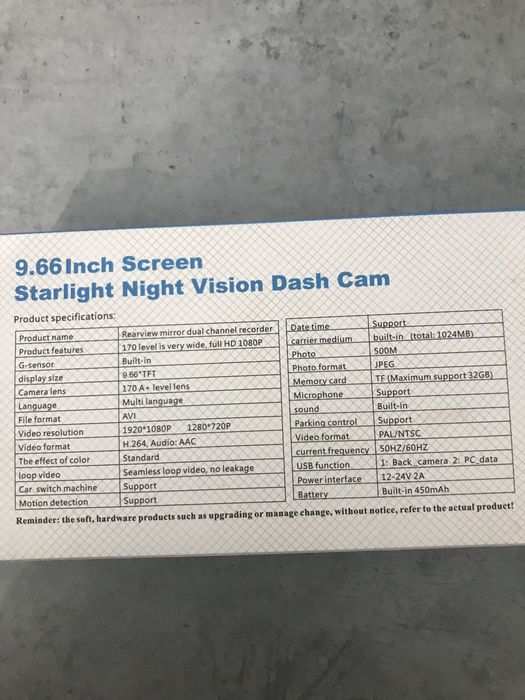 9.66Inch Screen
Starlight Night Vision Dash Cam
Product specifications:
Product name Rearview mirror dual channel recorder
Product features 170 level is very wide, full HD 1080P
G-sensor Built-in
display size 9.66"TFT
Camera lens 170 A+ level lens
Language Multi language
File format AVI
Video resolution 1920*1080P 1280*720P
Video format H.264, Audio: AAC
The effect of color Standard
loop video Seamless loop video, no leakage
Car switch machine Support
Motion detection Support
Date time Support
carrier medium built-in (total: 1024MB)
Photo 500M
Photo format JPEG
Memory card TF (Maximum support 32GB)
Microphone Support
sound Built-in
Parking control Support
Video format PAL/NTSC
current frequency 50HZ/60HZ
USB function 1: Back_camera 2: PC_data
Power interface 12-24V 2A
Battery Built-in 450mAh
Reminder: the soft, hardware products such as upgrading or manage change, without notice, refer to the actual product!